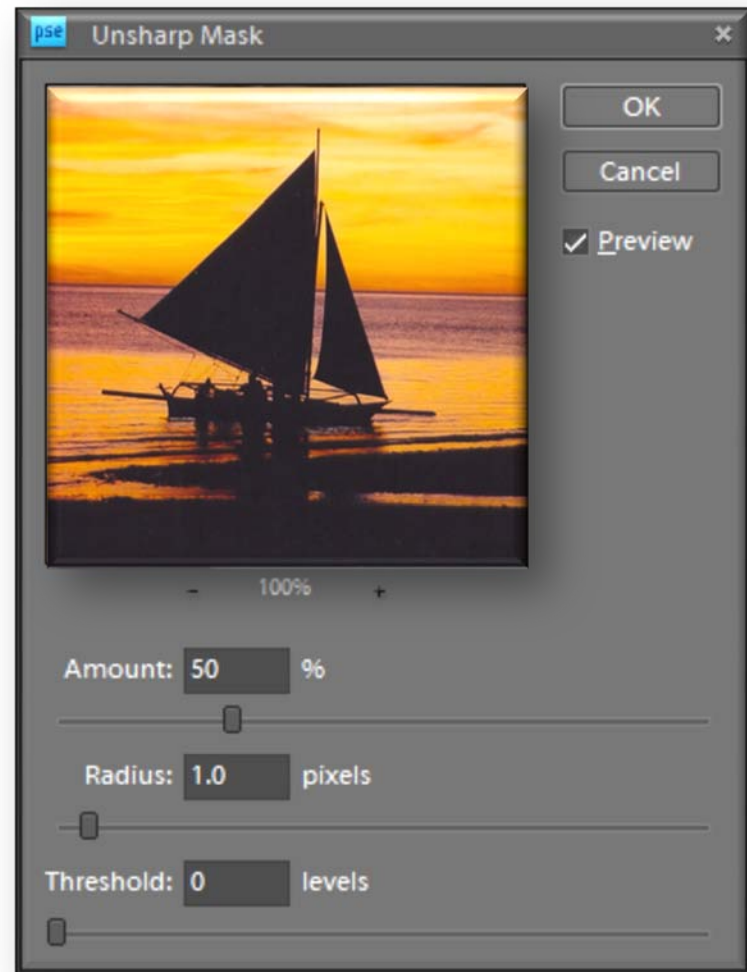 pse Unsharp Mask ×
OK
Cancel
Preview
- 100% +
Amount: 50 %
Radius: 1.0 pixels
Threshold: 0 levels